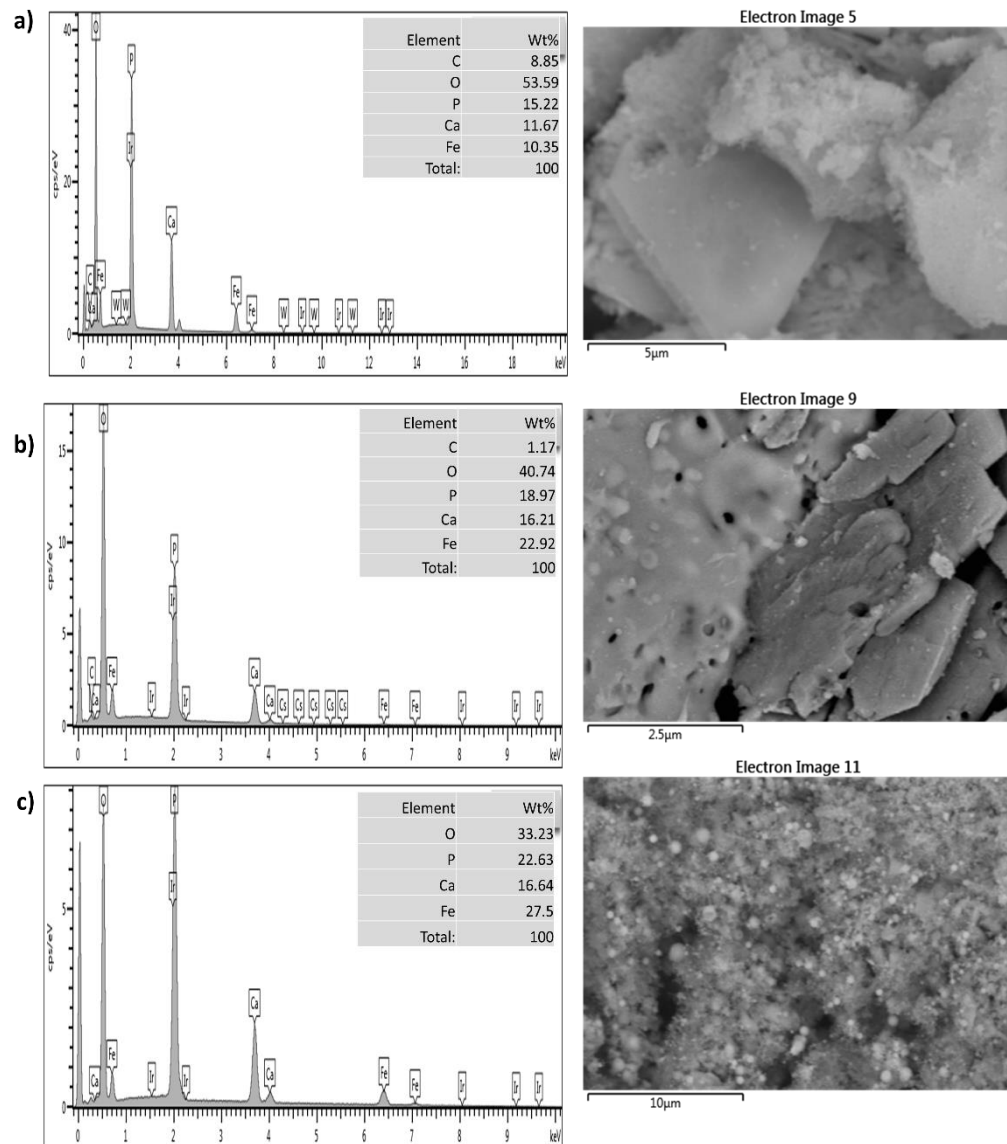 a)
Electron Image 5
40
20
0
cps/eV
O
P
Ir
Ca
C
Fe
Ca
W
W
Fe
Fe
W
Ir
W
Ir
W
Ir
Ir
0 2 4 6 8 10 12 14 16 18 keV
Element Wt%
C 8.85
O 53.59
P 15.22
Ca 11.67
Fe 10.35
Total: 100
5µm
b)
Electron Image 9
15
10
5
0
cps/eV
O
P
Ir
C
Ca
Fe
Ir
Ir
Ca
Ca
Cs
Cs
Cs
Cs
Cs
Fe
Fe
Ir
Ir
Ir
0 1 2 3 4 5 6 7 8 9 keV
Element Wt%
C 1.17
O 40.74
P 18.97
Ca 16.21
Fe 22.92
Total: 100
2.5µm
c)
Electron Image 11
5
0
cps/eV
O
P
Ir
Ca
Fe
Ca
Ir
Ir
Ca
Fe
Fe
Ir
Ir
Ir
0 1 2 3 4 5 6 7 8 9 keV
Element Wt%
O 33.23
P 22.63
Ca 16.64
Fe 27.5
Total: 100
10µm